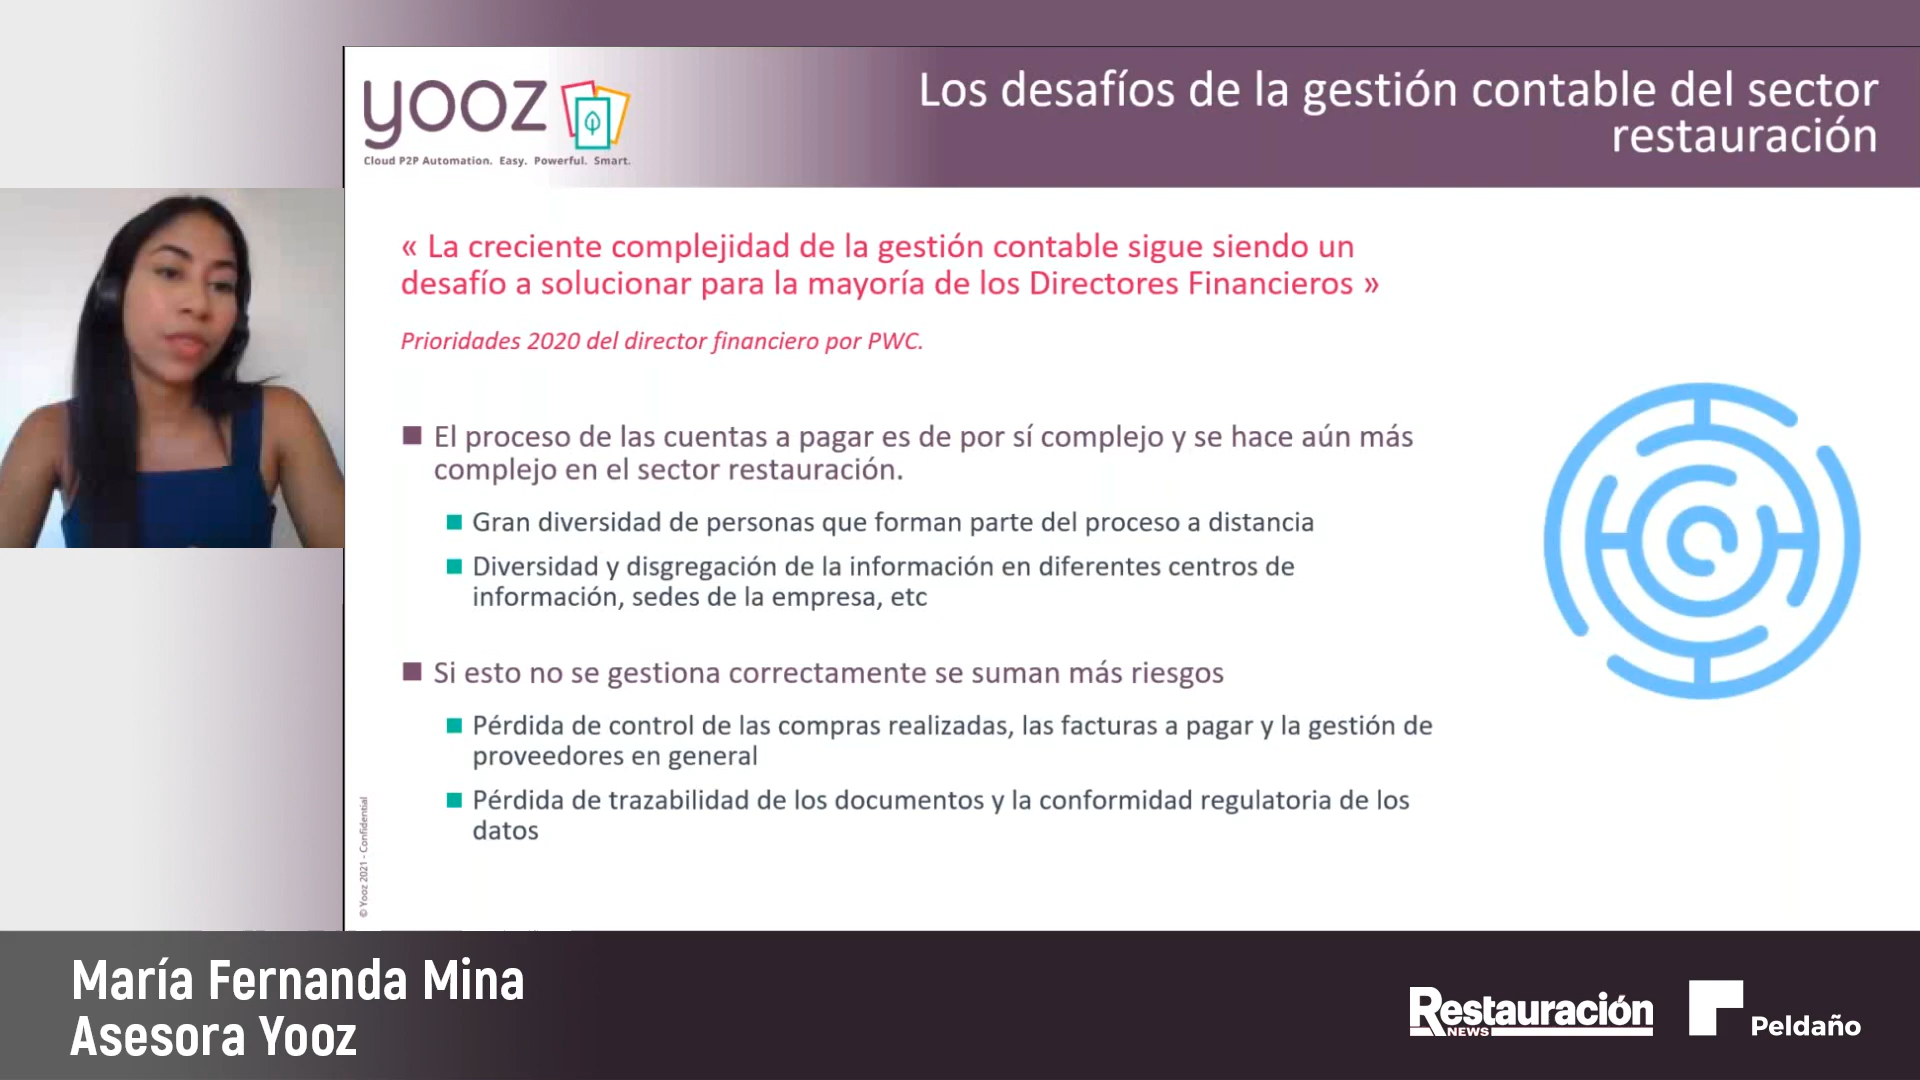 yooz
Cloud P2P Automation. Easy. Powerful. Smart.
Los desafíos de la gestión contable del sector
restauración
« La creciente complejidad de la gestión contable sigue siendo un
desafío a solucionar para la mayoría de los Directores Financieros »
Prioridades 2020 del director financiero por PWC.
El proceso de las cuentas a pagar es de por sí complejo y se hace aún más
complejo en el sector restauración.
Gran diversidad de personas que forman parte del proceso a distancia
Diversidad y disgregación de la información en diferentes centros de
información, sedes de la empresa, etc
Si esto no se gestiona correctamente se suman más riesgos
Pérdida de control de las compras realizadas, las facturas a pagar y la gestión de
proveedores en general
Pérdida de trazabilidad de los documentos y la conformidad regulatoria de los
datos
© Yooz 2021 - Confidential
María Fernanda Mina
Asesora Yooz
Restauración
NEWS
Peldaño